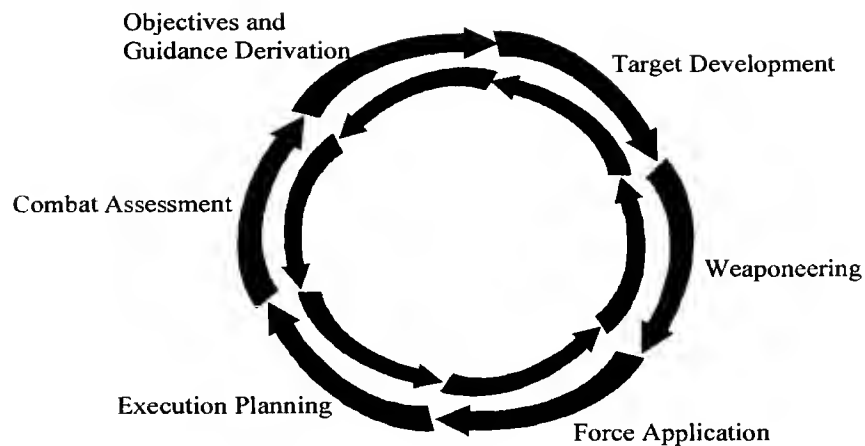 Objectives and
Guidance Derivation
Target Development
Weaponeering
Force Application
Execution Planning
Combat Assessment